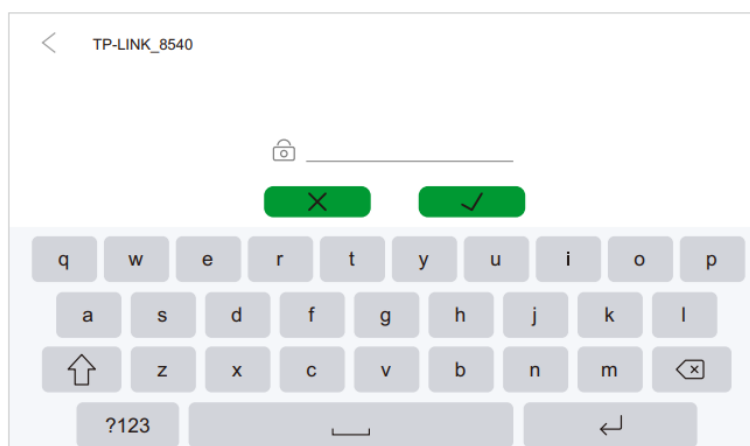 TP-LINK_8540
q w e r t y u i o p
a s d f g h j k l
z x c v b n m
?123